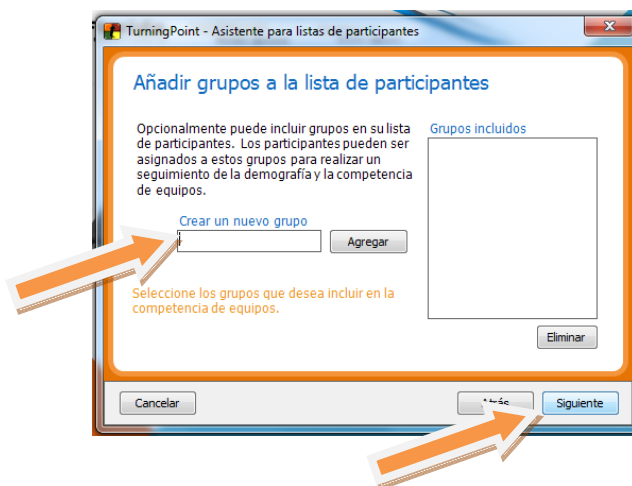 TurningPoint - Asistente para listas de participantes
Añadir grupos a la lista de participantes
Opcionalmente puede incluir grupos en su lista
de participantes. Los participantes pueden ser
asignados a estos grupos para realizar un
seguimiento de la demografía y la competencia
de equipos.
Grupos incluidos
Crear un nuevo grupo
Agregar
Seleccione los grupos que desea incluir en la
competencia de equipos.
Eliminar
Cancelar
Atrás
Siguiente